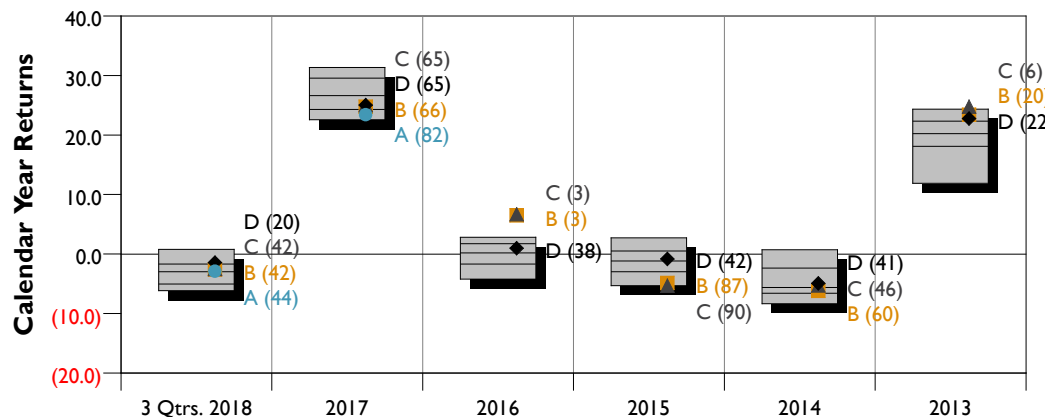 Calendar Year Returns
40.0
30.0
20.0
10.0
0.0
(10.0)
(20.0)
D (20)
C (42)
B (42)
A (44)
C (65)
D (65)
B (66)
A (82)
C (3)
B (3)
D (38)
D (42)
B (87)
C (90)
D (41)
C (46)
B (60)
C (6)
B (20)
D (22
3 Qtrs. 2018 2017 2016 2015 2014 2013